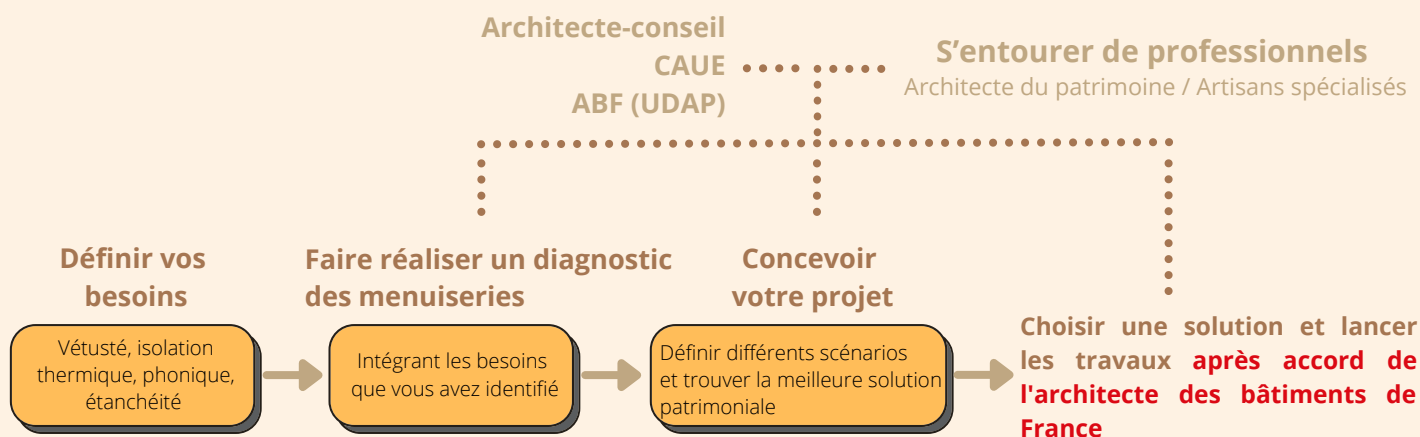 Architecte-conseil
CAUE
ABF (UDAP)
S’entourer de professionnels
Architecte du patrimoine / Artisans spécialisés
Définir vos
besoins
Vétusté, isolation
thermique, phonique,
étanchéité
Faire réaliser un diagnostic
des menuiseries
Intégrant les besoins
que vous avez identifié
Concevoir
votre projet
Définir différents scénarios
et trouver la meilleure solution
patrimoniale
Choisir une solution et lancer
les travaux après accord de
l'architecte des bâtiments de
France